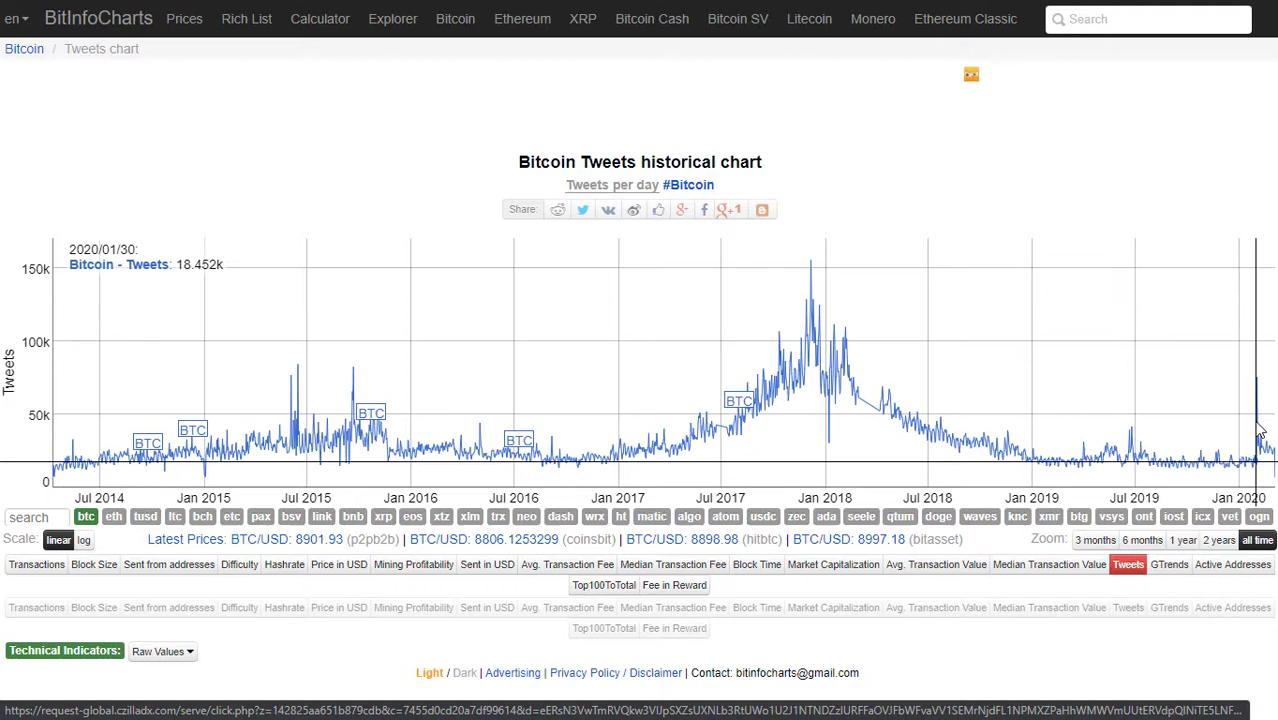 en BitInfoCharts Prices Rich List Calculator Explorer Bitcoin Ethereum XRP Bitcoin Cash Bitcoin SV Litecoin Monero Ethereum Classic Search
Bitcoin / Tweets chart
Bitcoin Tweets historical chart
Tweets per day #Bitcoin
Share: +1
2020/01/30:
Bitcoin - Tweets: 18.452k
150k
100k
50k
0
Tweets
BTC
BTC
BTC
BTC
BTC
Jul 2014 Jan 2015 Jul 2015 Jan 2016 Jul 2016 Jan 2017 Jul 2017 Jan 2018 Jul 2018 Jan 2019 Jul 2019 Jan 2020
search btc eth tusd ltc bch etc pax bsv link bnb xrp eos xtz xlm trx neo dash wrx ht matic algo atom usdc zec ada seele qtum doge waves knc xmr btg vsys ont iost icx vet ogn
Scale: linear log Latest Prices: BTC/USD: 8901.93 (p2pb2b) | BTC/USD: 8806.1253299 (coinsbit) | BTC/USD: 8898.98 (hitbtc) | BTC/USD: 8997.18 (bitasset) Zoom: 3 months 6 months 1 year 2 years all time
Transactions Block Size Sent from addresses Difficulty Hashrate Price in USD Mining Profitability Sent in USD Avg. Transaction Fee Median Transaction Fee Block Time Market Capitalization Avg. Transaction Value Median Transaction Value Tweets GTrends Active Addresses
Top100ToTotal Fee in Reward
Transactions Block Size Sent from addresses Difficulty Hashrate Price in USD Mining Profitability Sent in USD Avg. Transaction Fee Median Transaction Fee Block Time Market Capitalization Avg. Transaction Value Median Transaction Value Tweets GTrends Active Addresses
Top100ToTotal Fee in Reward
Technical Indicators: Raw Values
Light / Dark | Advertising | Privacy Policy / Disclaimer | Contact: bitinfocharts@gmail.com